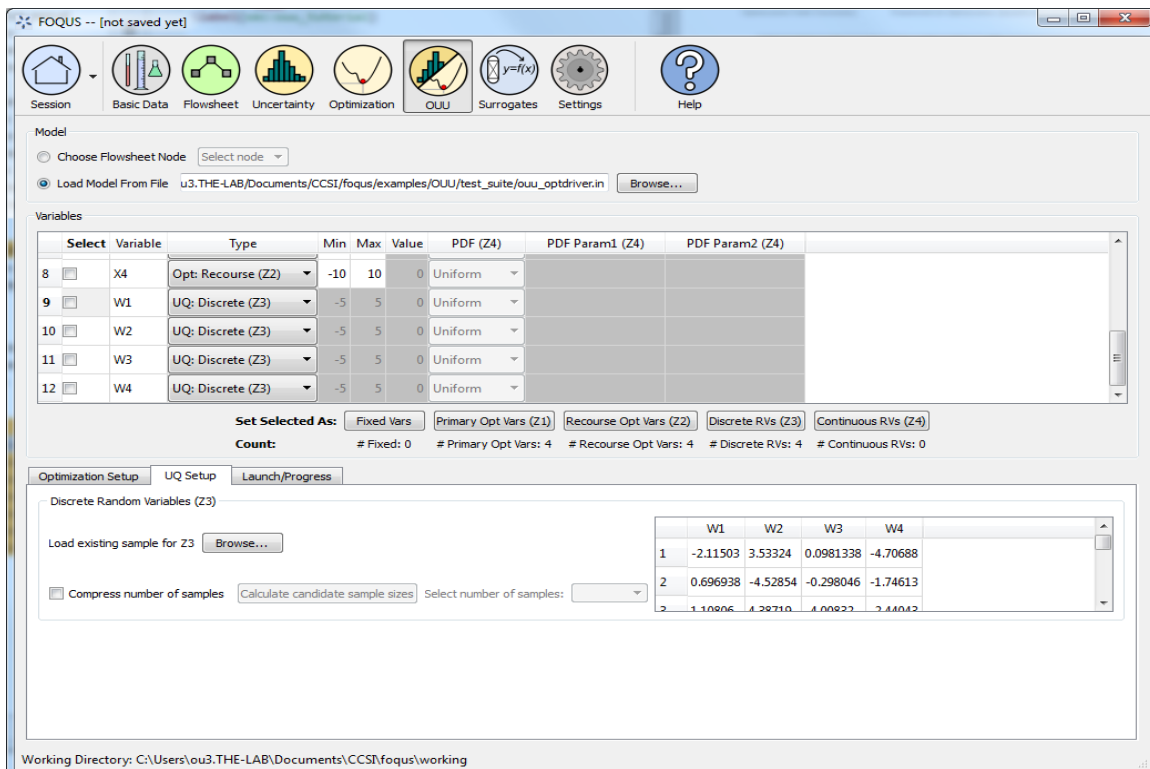 FOQUS -- [not saved yet]
y=f(x)
Session Basic Data Flowsheet Uncertainty Optimization OUU Surrogates Settings Help
Model
Choose Flowsheet Node Select node
Load Model From File u3.THE-LAB/Documents/CCSI/foqus/examples/OUU/test_suite/ouu_optdriver.in Browse...
Variables
Select Variable Type Min Max Value PDF (Z4) PDF Param1 (Z4) PDF Param2 (Z4)
8 X4 Opt: Recourse (Z2) -10 10 0 Uniform
9 W1 UQ: Discrete (Z3) -5 5 0 Uniform
10 W2 UQ: Discrete (Z3) -5 5 0 Uniform
11 W3 UQ: Discrete (Z3) -5 5 0 Uniform
12 W4 UQ: Discrete (Z3) -5 5 0 Uniform
Set Selected As: Fixed Vars Primary Opt Vars (Z1) Recourse Opt Vars (Z2) Discrete RVs (Z3) Continuous RVs (Z4)
Count: # Fixed: 0 # Primary Opt Vars: 4 # Recourse Opt Vars: 4 # Discrete RVs: 4 # Continuous RVs: 0
Optimization Setup UQ Setup Launch/Progress
Discrete Random Variables (Z3)
Load existing sample for Z3 Browse...
Compress number of samples Calculate candidate sample sizes Select number of samples:
W1 W2 W3 W4
1 -2.11503 3.53324 0.0981338 -4.70688
2 0.696938 -4.52854 -0.298046 -1.74613
Working Directory: C:\Users\ou3.THE-LAB\Documents\CCSI\foqus\working